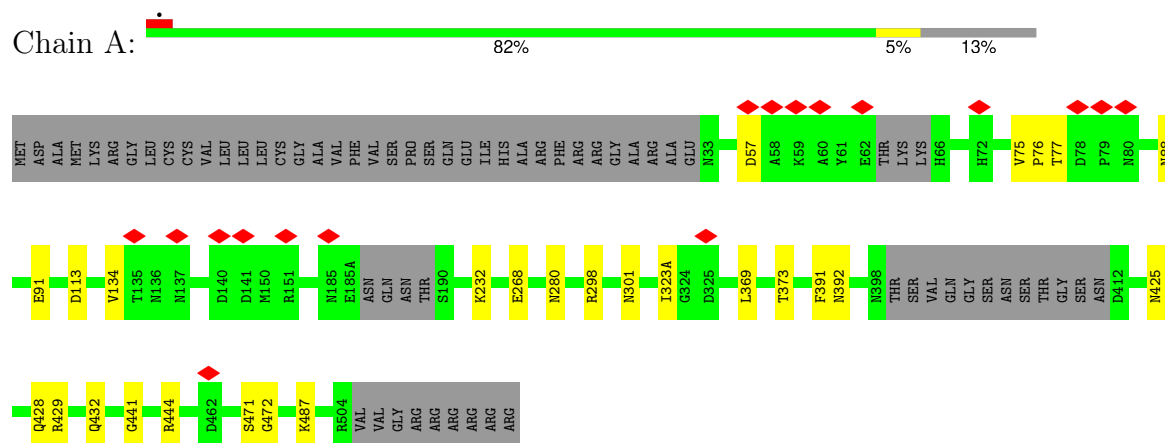 Chain A:
82% 5% 13%
MET ASP ALA MET LYS ARG GLY LEU CYS CYS VAL LEU LEU LEU CYS GLY ALA VAL PHE VAL SER PRO SER GLN GLU ILE HIS ALA ARG PHE ARG ARG GLY ALA ARG ALA GLU N33 D57 A58 K59 A60 Y61 E62 THR LYS LYS H66 H72 V75 P76 T77 D78 P79 N80
E91 D113 V134 T135 N136 N137 D140 D141 M150 R151 N185 E185A ASN GLN ASN THR S190 K232 E268 N280 R298 N301 I323A G324 D325 L369 T373 F391 N392 N398 THR SER VAL GLN GLY SER ASN SER THR GLY SER ASN D412 N425
Q428 R429 Q432 G441 R444 D462 S471 G472 K487 R504 VAL VAL GLY ARG ARG ARG ARG ARG ARG